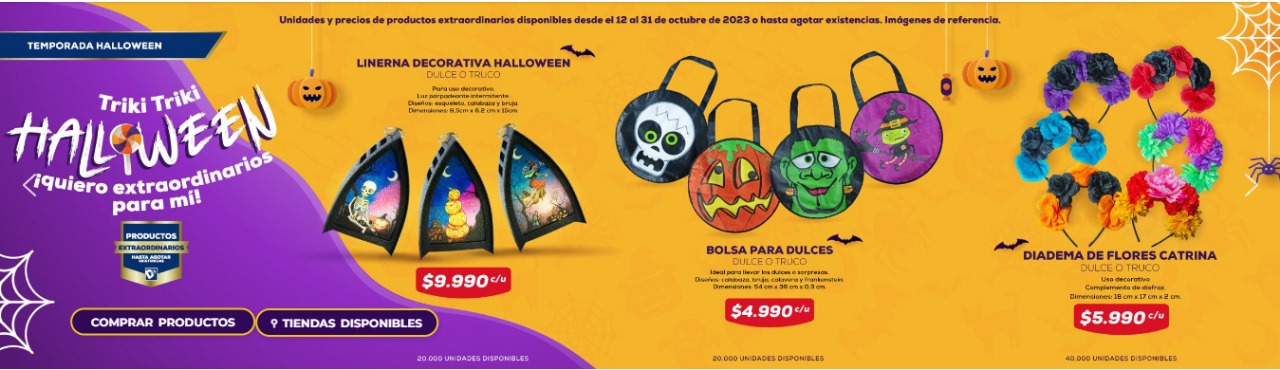 Unidades y precios de productos extraordinarios disponibles desde el 12 al 31 de octubre de 2023 o hasta agotar existencias. Imágenes de referencia.
TEMPORADA HALLOWEEN
Triki Triki
HALLOWEEN
¡quiero extraordinarios
para mí!
PRODUCTOS
EXTRAORDINARIOS
HASTA AGOTAR
EXISTENCIAS
COMPRAR PRODUCTOS
TIENDAS DISPONIBLES
LINERNA DECORATIVA HALLOWEEN
DULCE O TRUCO
Para uso decorativo.
Luz parpadeante intermitente.
Diseños: esqueleto, calabaza y bruja.
Dimensiones: 8.5cm x 6.2 cm x 15cm.
$9.990 c/u
20.000 UNIDADES DISPONIBLES
BOLSA PARA DULCES
DULCE O TRUCO
Ideal para llevar los dulces o sorpresas.
Diseños: calabaza, bruja, calavera y frankenstein
Dimensiones: 54 cm x 36 cm x 0.3 cm.
$4.990 c/u
20.000 UNIDADES DISPONIBLES
DIADEMA DE FLORES CATRINA
DULCE O TRUCO
Uso decorativo
Complemento de disfraz.
Dimensiones: 18 cm x 17 cm x 2 cm.
$5.990 c/u
40.000 UNIDADES DISPONIBLES